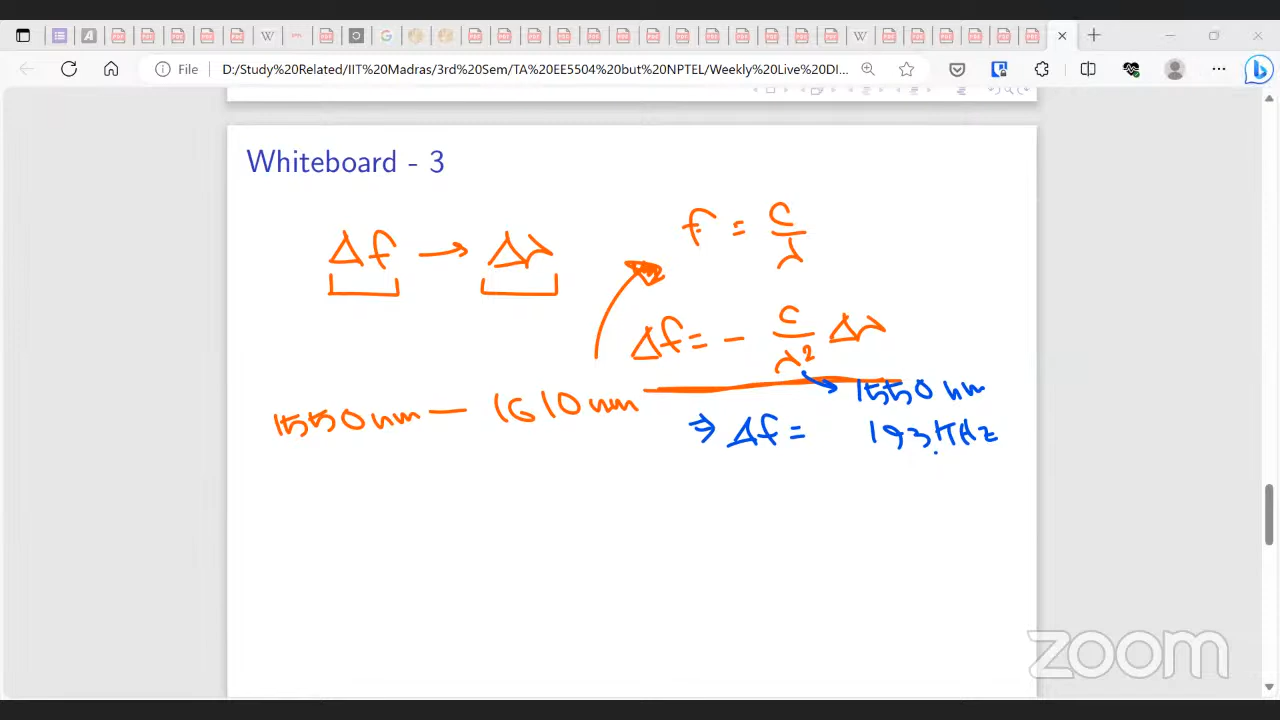 File D:/Study%20Related/IIT%20Madras/3rd%20Sem/TA%20EE5504%20but%20NPTEL/Weekly%20Live%20DI...
Whiteboard - 3
Δf → Δλ
f = c/λ
Δf = - c/λ² Δλ
1550 nm
1550 nm — 1610 nm
⇒ Δf = 193 THz
zoom